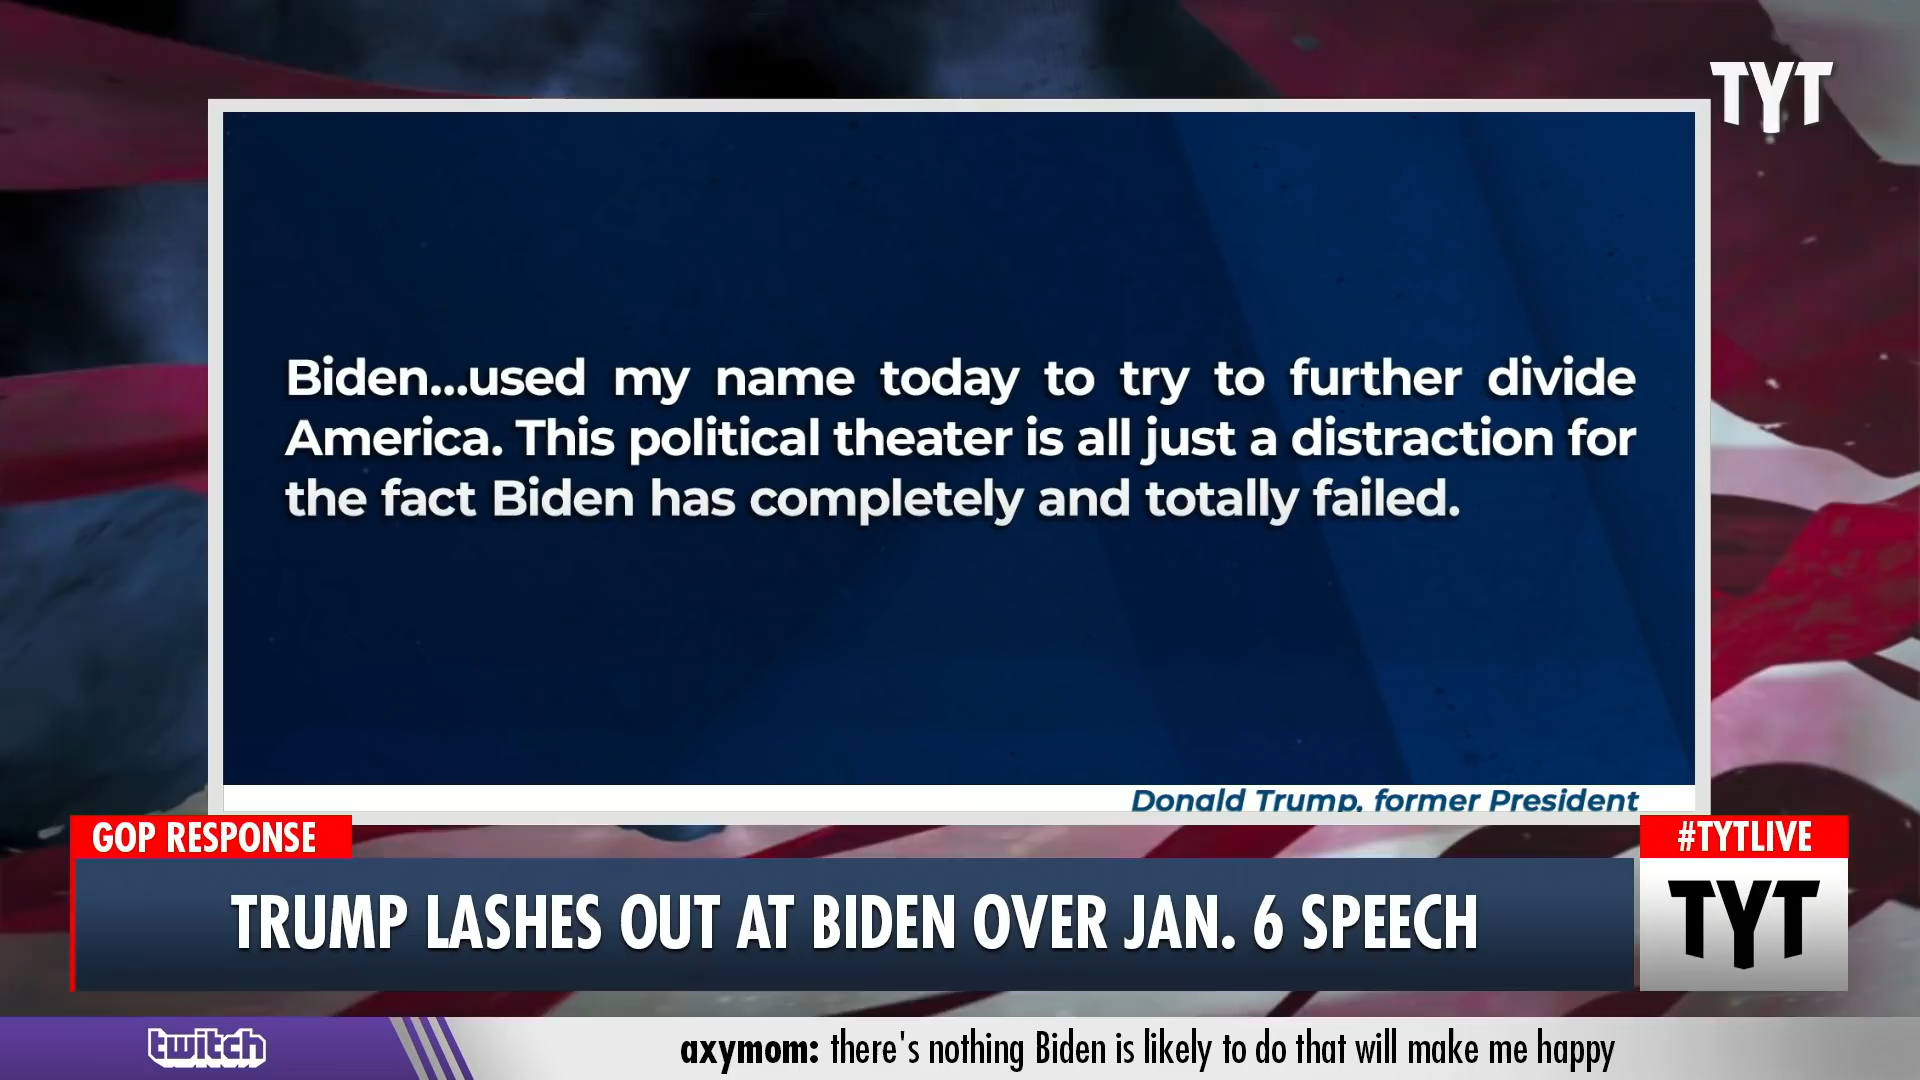 TYT
Biden...used my name today to try to further divide
America. This political theater is all just a distraction for
the fact Biden has completely and totally failed.
Donald Trump, former President
GOP RESPONSE
#TYTLIVE
TRUMP LASHES OUT AT BIDEN OVER JAN. 6 SPEECH
TYT
twitch
axymom: there's nothing Biden is likely to do that will make me happy